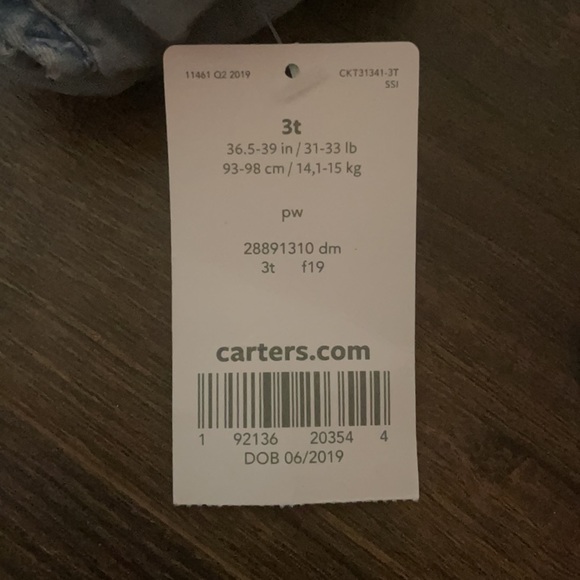 11461 Q2 2019 CKT31341-3T
SSI
3t
36.5-39 in / 31-33 lb
93-98 cm / 14,1-15 kg
pw
28891310 dm
3t f19
carters.com
1 92136 20354 4
DOB 06/2019